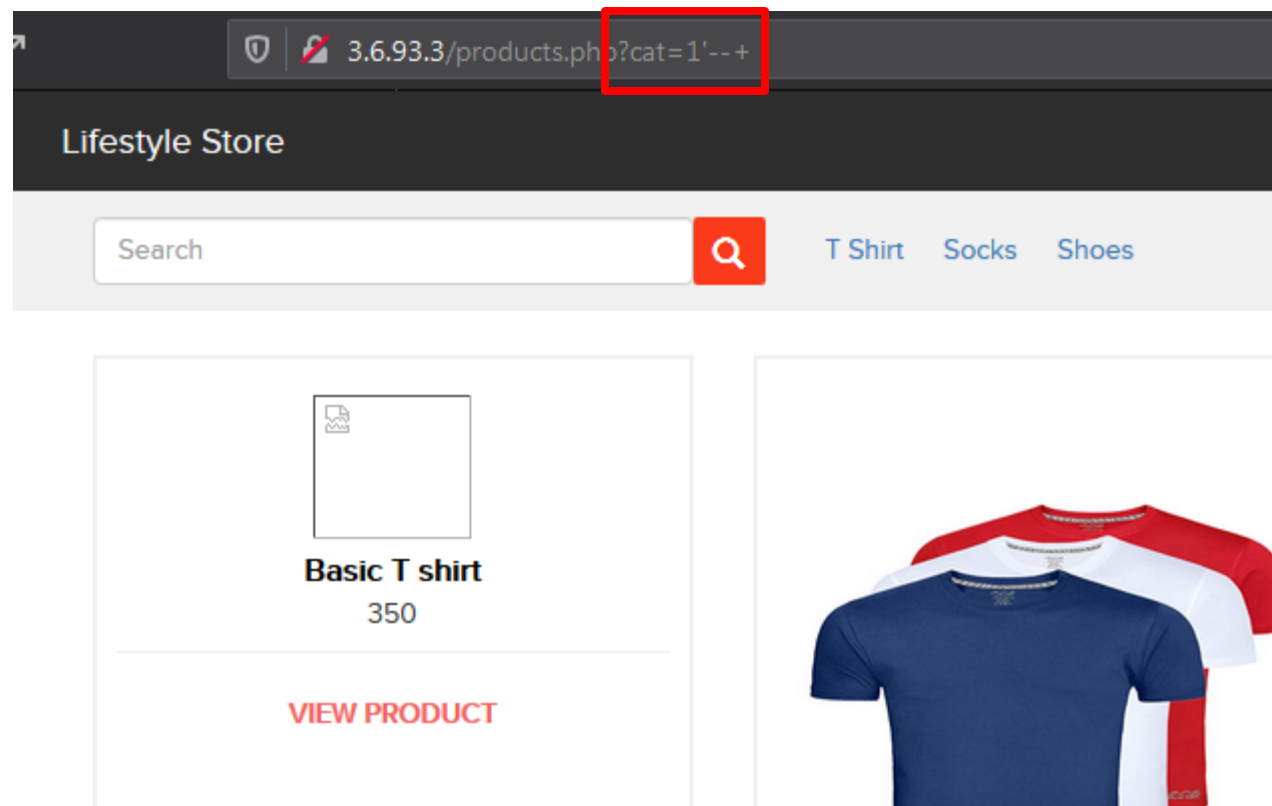 3.6.93.3/products.php?cat=1'--+
Lifestyle Store
Search
T Shirt Socks Shoes
Basic T shirt
350
VIEW PRODUCT